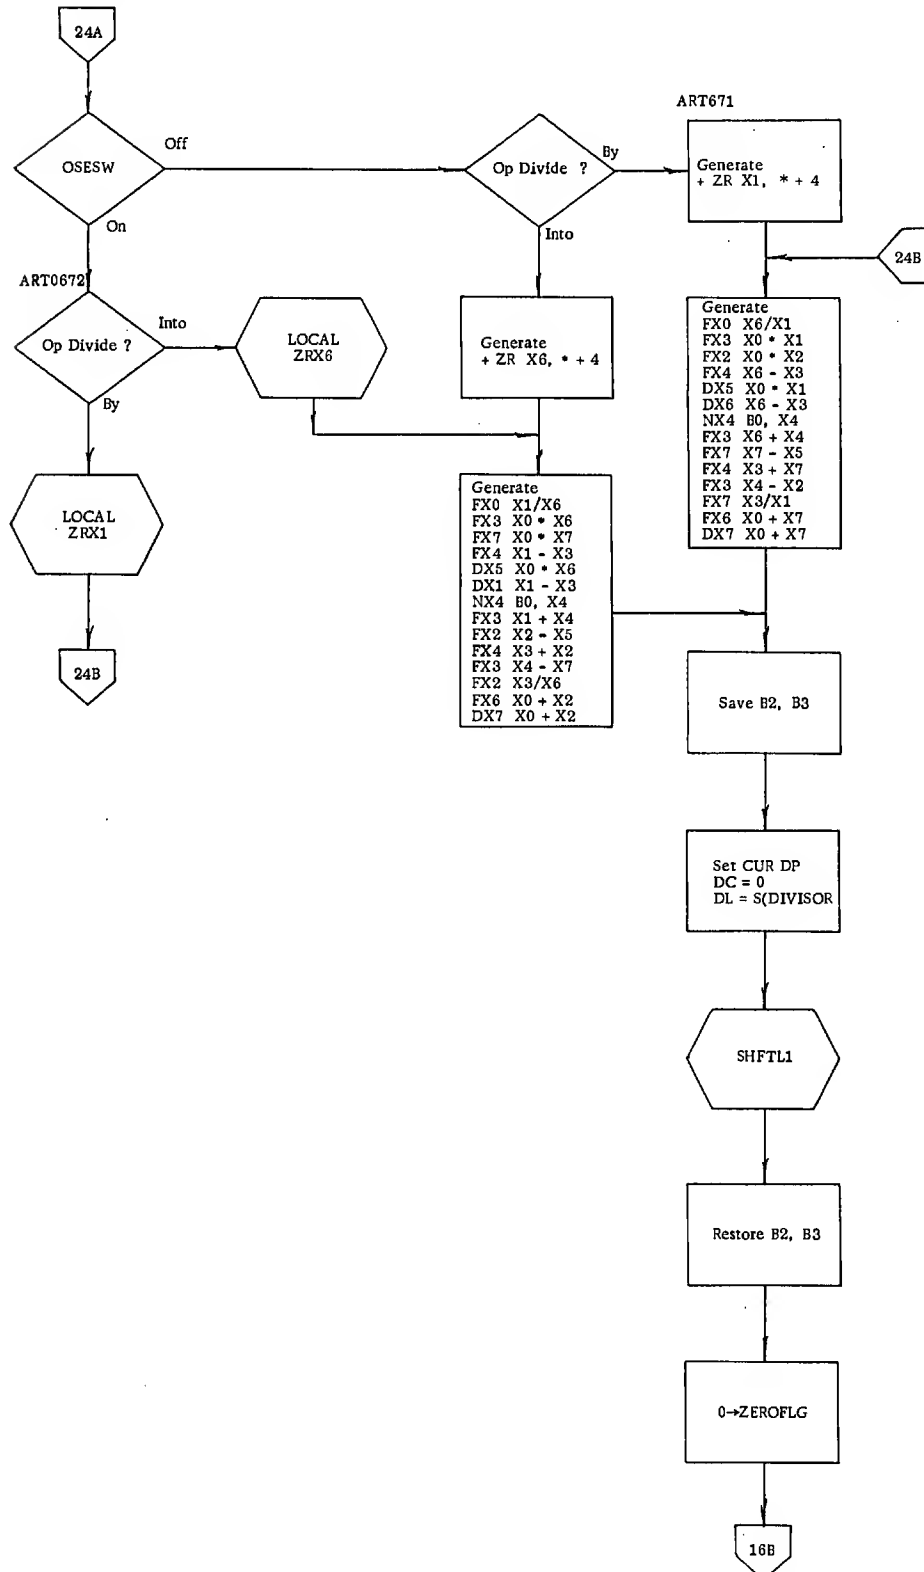 24A
OSESW
Off
On
Op Divide ?
By
Into
ART671
Generate
+ ZR X1, * + 4
24B
ART0672
Op Divide ?
Into
By
LOCAL
ZRX6
Generate
+ ZR X6, * + 4
LOCAL
ZRX1
24B
Generate
FX0 X1/X6
FX3 X0 * X6
FX7 X0 * X7
FX4 X1 - X3
DX5 X0 * X6
DX1 X1 - X3
NX4 B0, X4
FX3 X1 + X4
FX2 X2 - X5
FX4 X3 + X2
FX3 X4 - X7
FX2 X3/X6
FX6 X0 + X2
DX7 X0 + X2
Generate
FX0 X6/X1
FX3 X0 * X1
FX2 X0 * X2
FX4 X6 - X3
DX5 X0 * X1
DX6 X6 - X3
NX4 B0, X4
FX3 X6 + X4
FX7 X7 - X5
FX4 X3 + X7
FX3 X4 - X2
FX7 X3/X1
FX6 X0 + X7
DX7 X0 + X7
Save B2, B3
Set CUR DP
DC = 0
DL = S(DIVISOR
SHFTL1
Restore B2, B3
0→ZEROFLG
16B